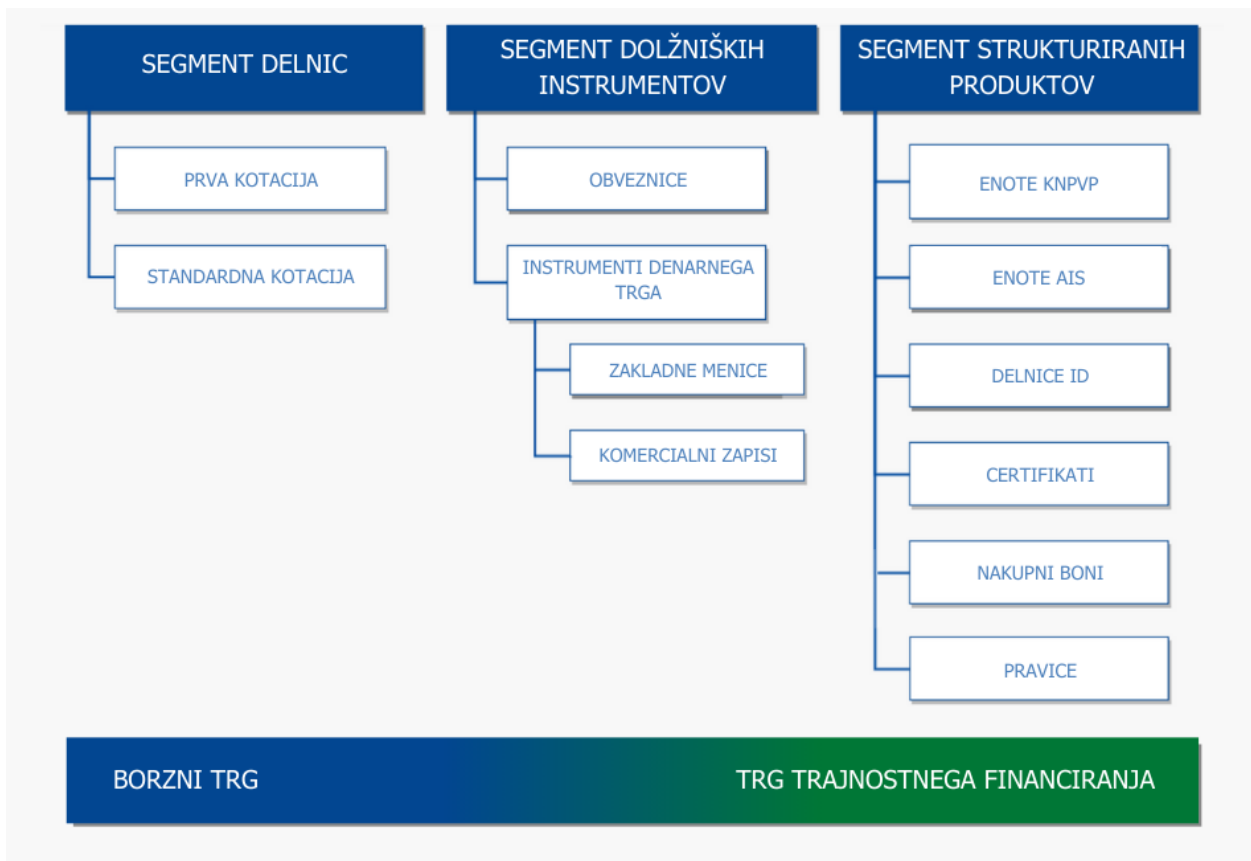 SEGMENT DELNIC
PRVA KOTACIJA
STANDARDNA KOTACIJA
SEGMENT DOLŽNIŠKIH
INSTRUMENTOV
OBVEZNICE
INSTRUMENTI DENARNEGA
TRGA
ZAKLADNE MENICE
KOMERCIALNI ZAPISI
SEGMENT STRUKTURIRANIH
PRODUKTOV
ENOTE KNPVP
ENOTE AIS
DELNICE ID
CERTIFIKATI
NAKUPNI BONI
PRAVICE
BORZNI TRG
TRG TRAJNOSTNEGA FINANCIRANJA